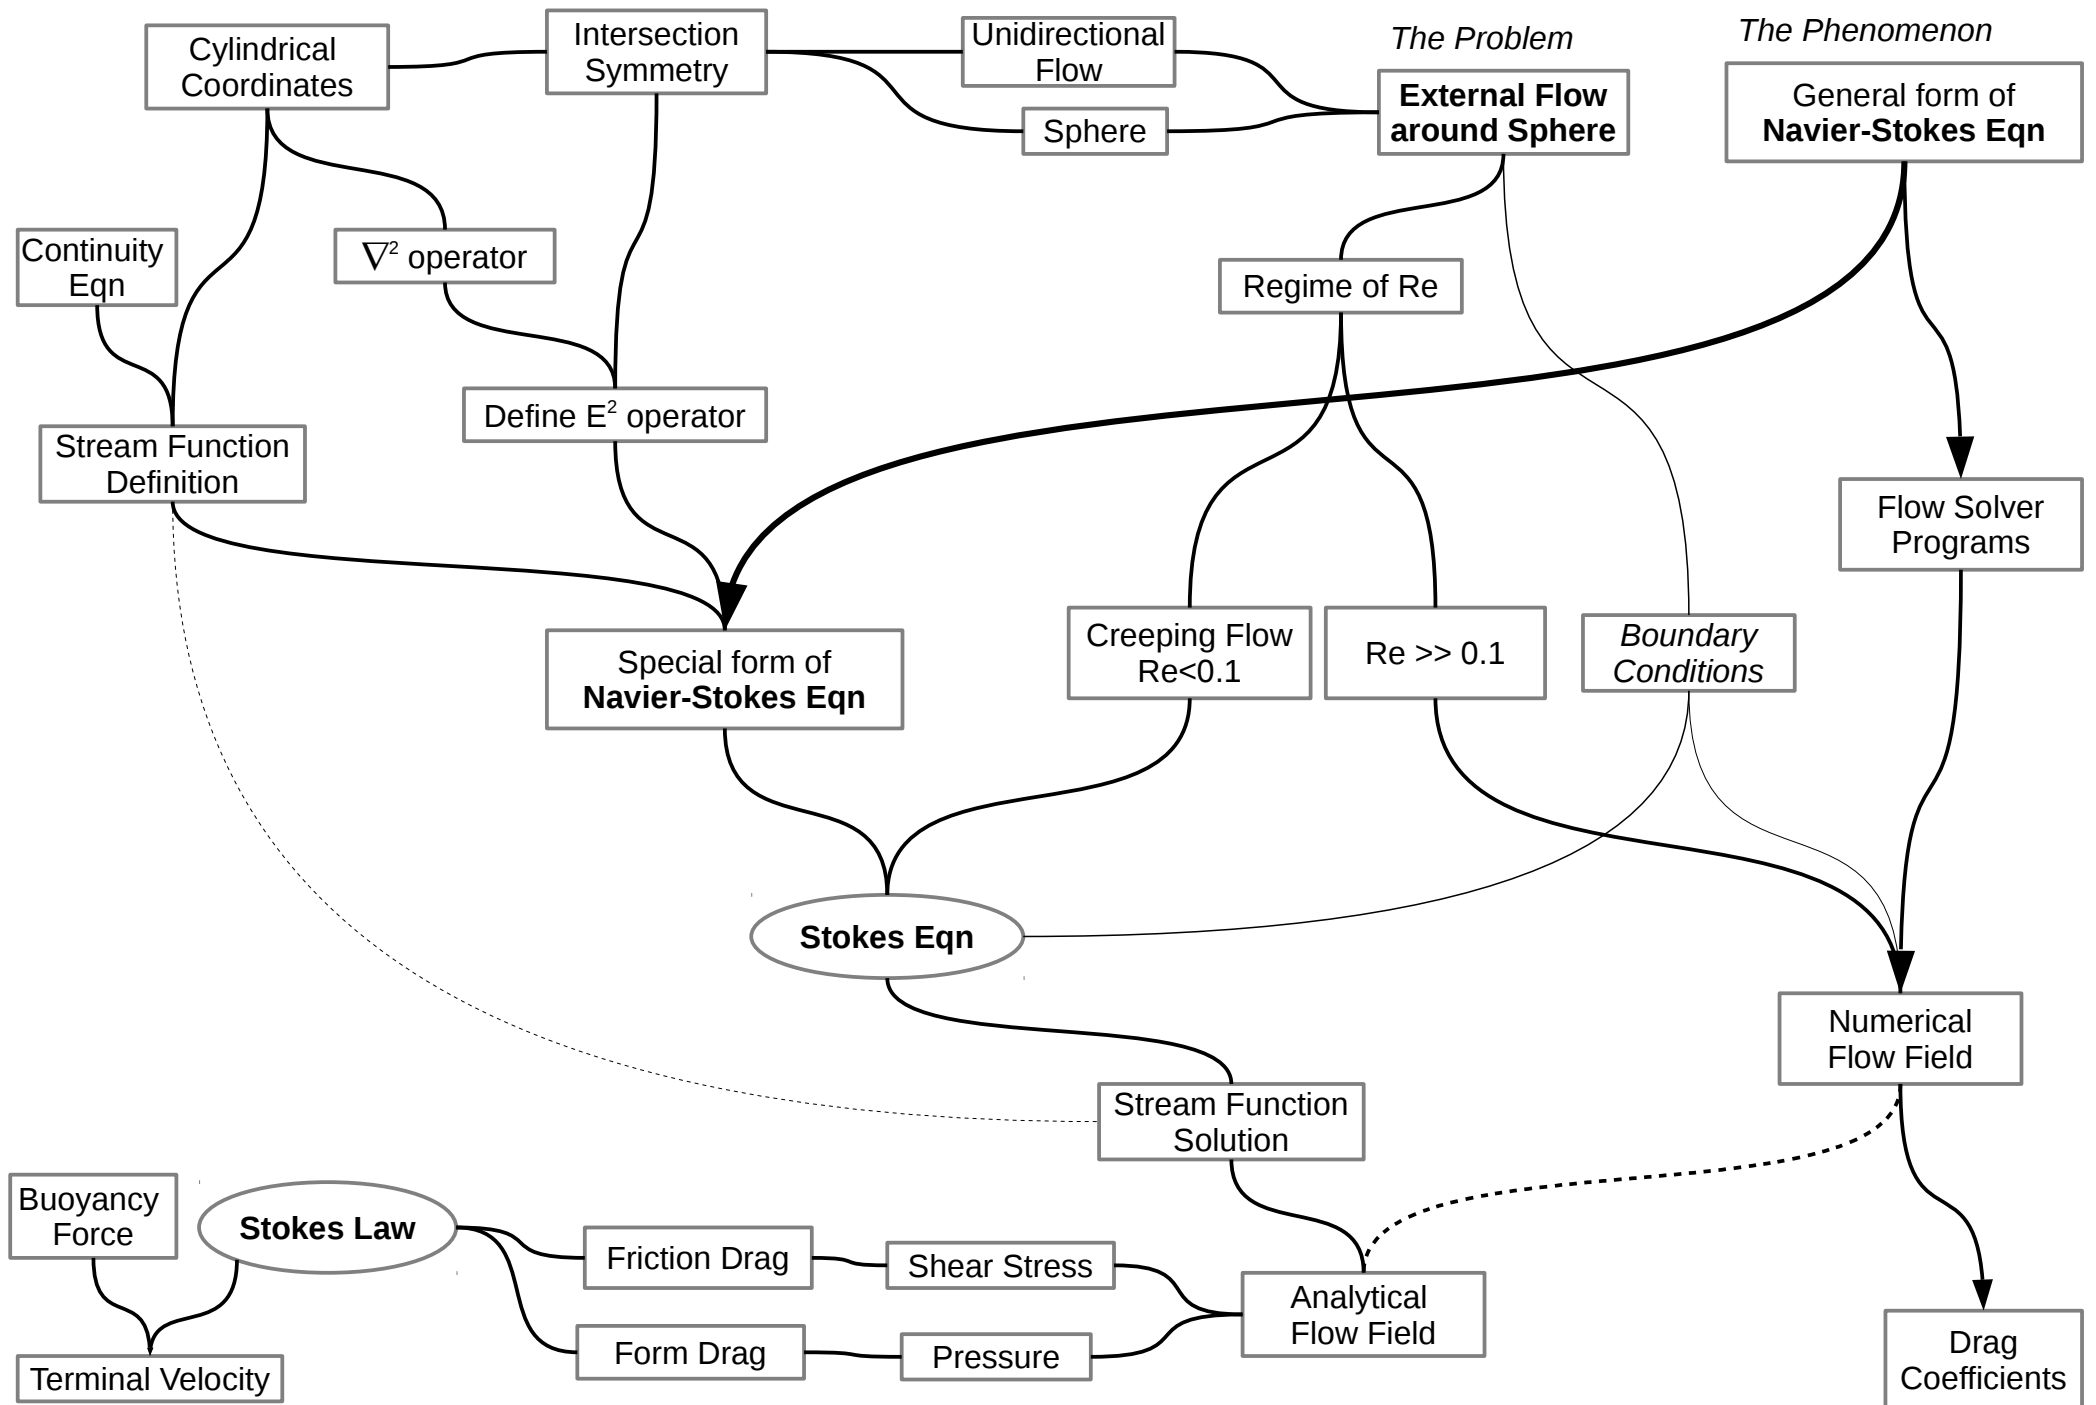 Cylindrical
Coordinates
Intersection
Symmetry
Unidirectional
Flow
Sphere
The Problem
External Flow
around Sphere
The Phenomenon
General form of
Navier-Stokes Eqn
Continuity
Eqn
∇² operator
Regime of Re
Define E² operator
Stream Function
Definition
Flow Solver
Programs
Special form of
Navier-Stokes Eqn
Creeping Flow
Re<0.1
Re >> 0.1
Boundary
Conditions
Stokes Eqn
Numerical
Flow Field
Stream Function
Solution
Buoyancy
Force
Stokes Law
Friction Drag
Shear Stress
Analytical
Flow Field
Form Drag
Pressure
Terminal Velocity
Drag
Coefficients